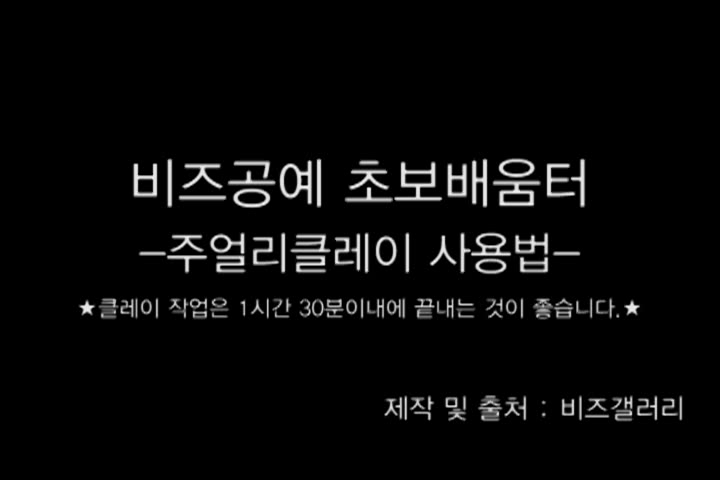 비즈공예 초보배움터
-주얼리클레이 사용법-
★클레이 작업은 1시간 30분이내에 끝내는 것이 좋습니다.★
제작 및 출처 : 비즈갤러리